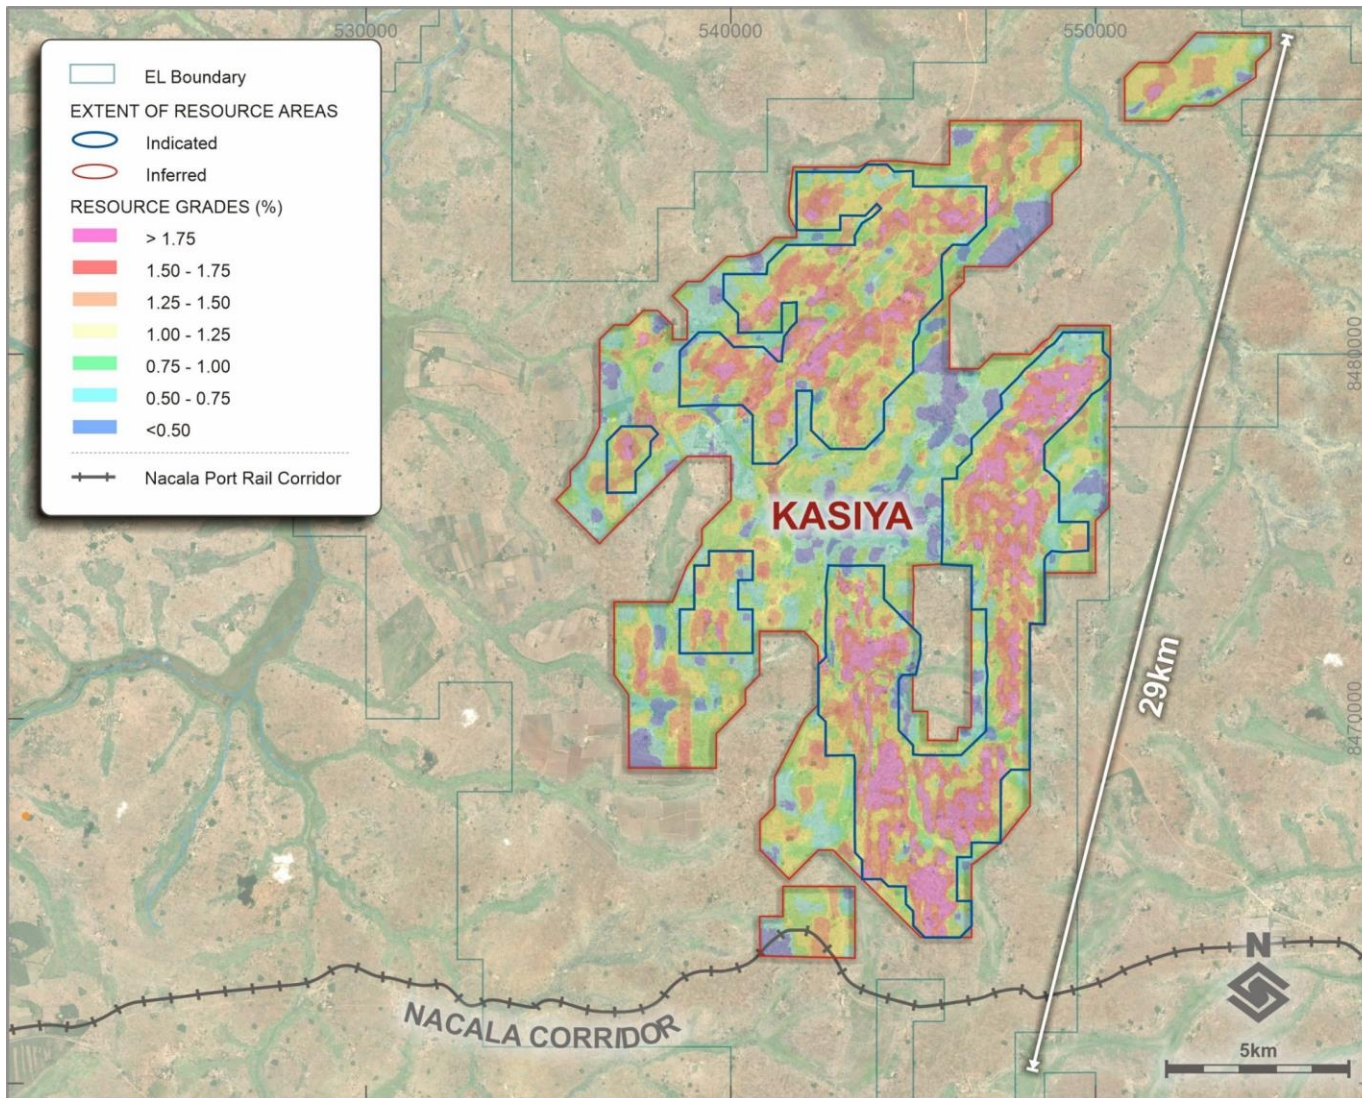 530000
540000
550000
EL Boundary
EXTENT OF RESOURCE AREAS
Indicated
Inferred
RESOURCE GRADES (%)
> 1.75
1.50 - 1.75
1.25 - 1.50
1.00 - 1.25
0.75 - 1.00
0.50 - 0.75
<0.50
Nacala Port Rail Corridor
8480000
KASIYA
29km
8470000
N
NACALA CORRIDOR
5km